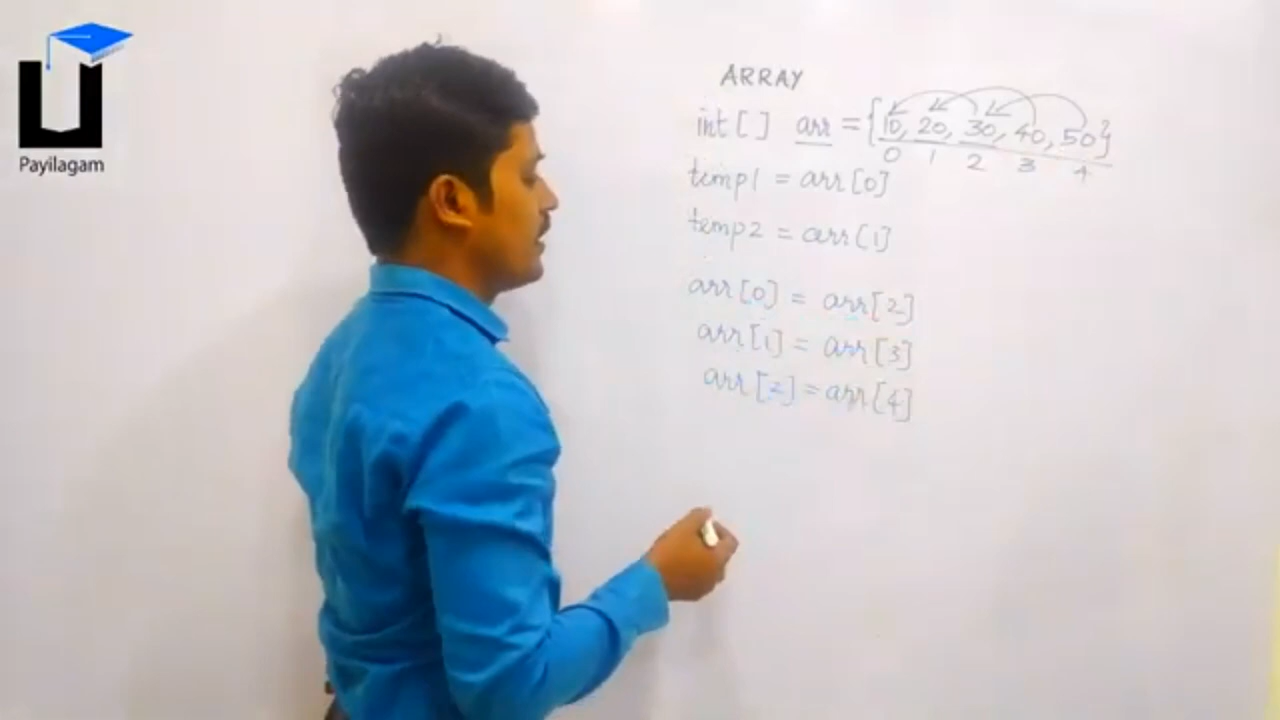 Payilagam
ARRAY
int[] arr = {10, 20, 30, 40, 50}
0 1 2 3 4
temp1 = arr[0]
temp2 = arr[1]
arr[0] = arr[2]
arr[1] = arr[3]
arr[2] = arr[4]